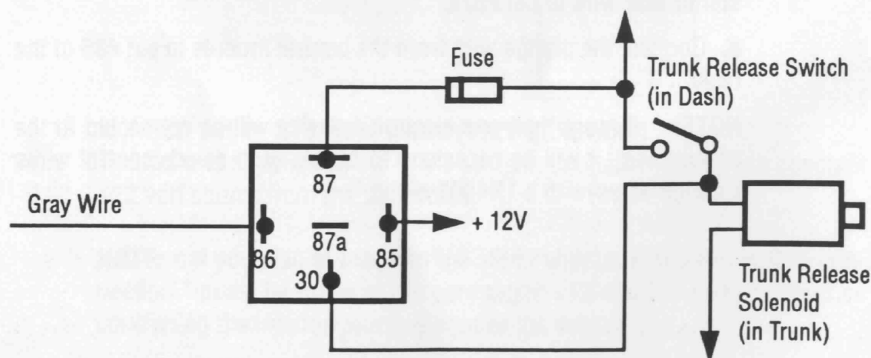 Fuse
Trunk Release Switch
(in Dash)
87
Gray Wire
87a
+ 12V
86
85
30
Trunk Release
Solenoid
(in Trunk)